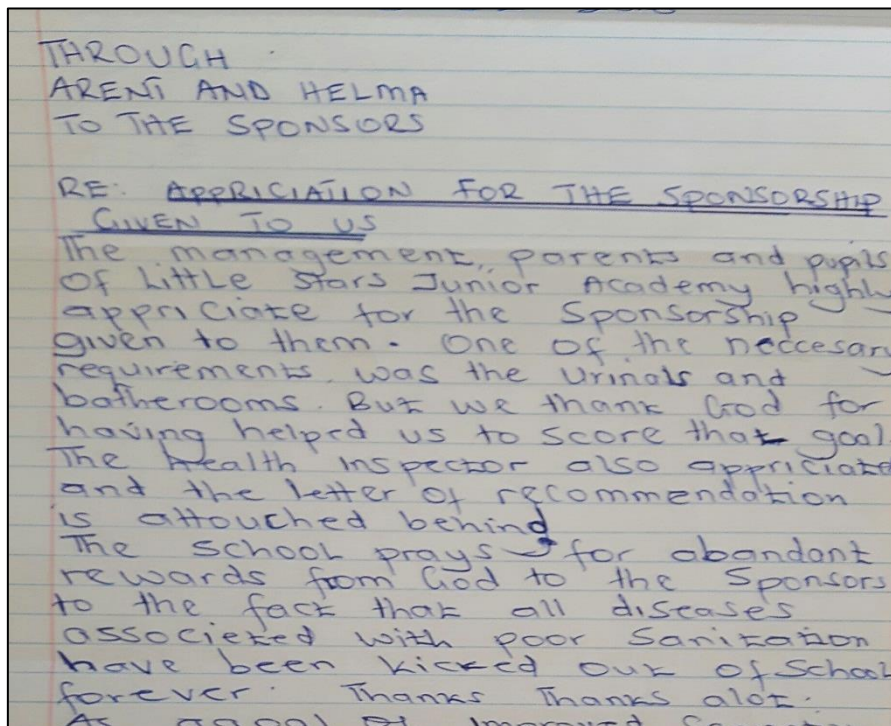 THROUGH
ARENT AND HELMA
TO THE SPONSORS
RE: APPRICIATION FOR THE SPONSORSHIP
GIVEN TO US
The management, parents and pupils
Of Little Stars Junior Academy highly
appriciate for the Sponsorship
given to them. One of the neccesary
requirements was the Urinals and
batherooms. But we thank God for
having helped us to score that goal
The health inspector also appriciated
and the letter of recommendation
is attouched behind
The School prays for abandant
rewards from God to the Sponsors
to the fact that all diseases
associeted with poor Sanitation
have been kicked out of School
forever. Thanks Thanks alot.